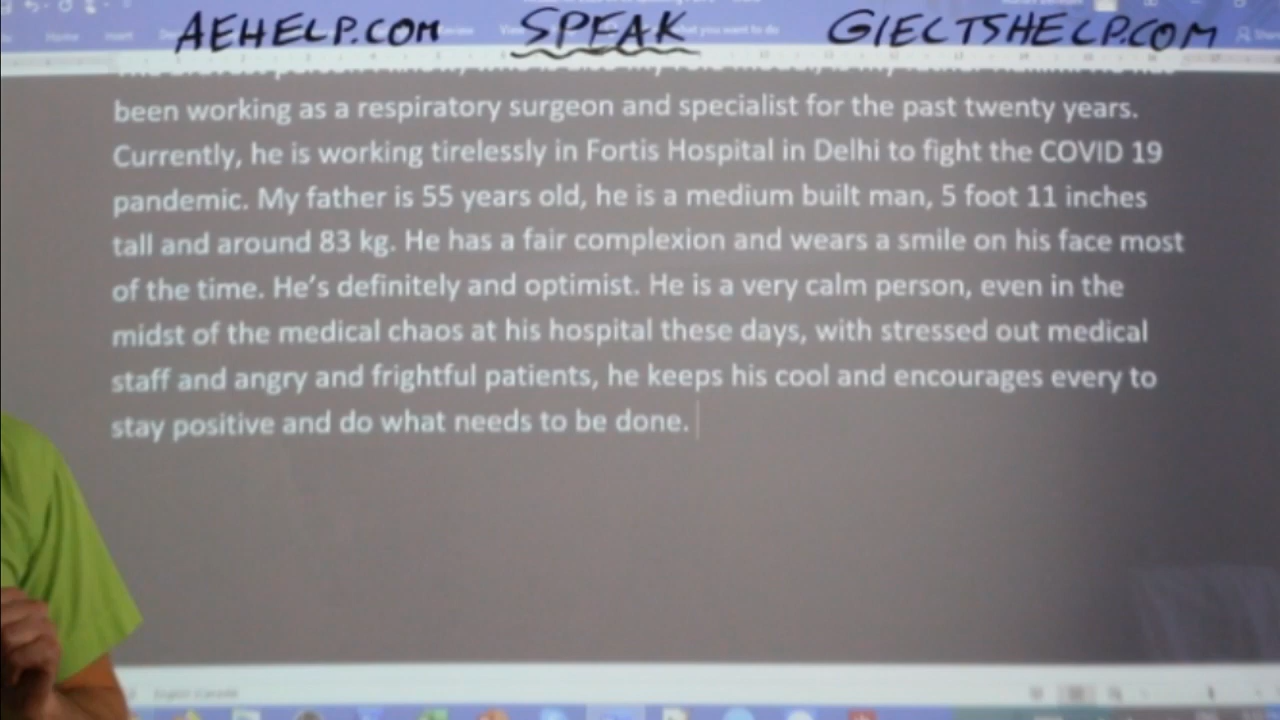 AEHELP.COM SPEAK GIELTSHELP.COM
been working as a respiratory surgeon and specialist for the past twenty years.
Currently, he is working tirelessly in Fortis Hospital in Delhi to fight the COVID 19
pandemic. My father is 55 years old, he is a medium built man, 5 foot 11 inches
tall and around 83 kg. He has a fair complexion and wears a smile on his face most
of the time. He's definitely and optimist. He is a very calm person, even in the
midst of the medical chaos at his hospital these days, with stressed out medical
staff and angry and frightful patients, he keeps his cool and encourages every to
stay positive and do what needs to be done.